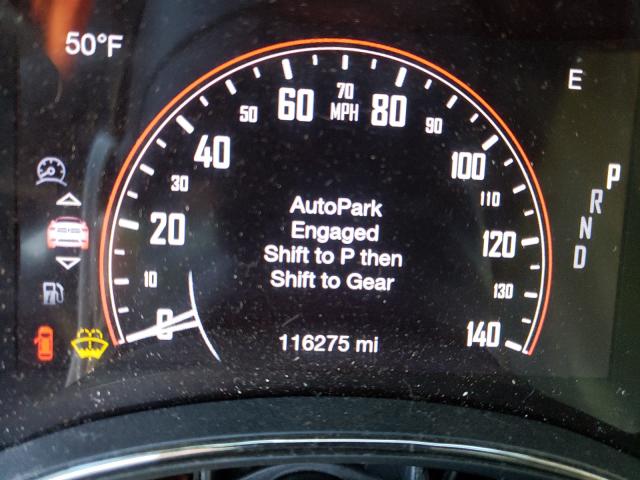 50°F
E
70
MPH
60
80
50
90
40
100
30
110
20
120
10
130
0
140
AutoPark
Engaged
Shift to P then
Shift to Gear
116275 mi
P
R
N
D